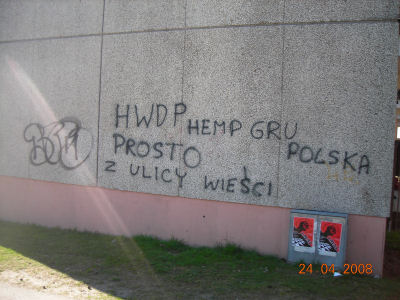 HWDP HEMP GRU
PROSTO POLSKA
Z ULICY WIEŚCI
24 04 2008